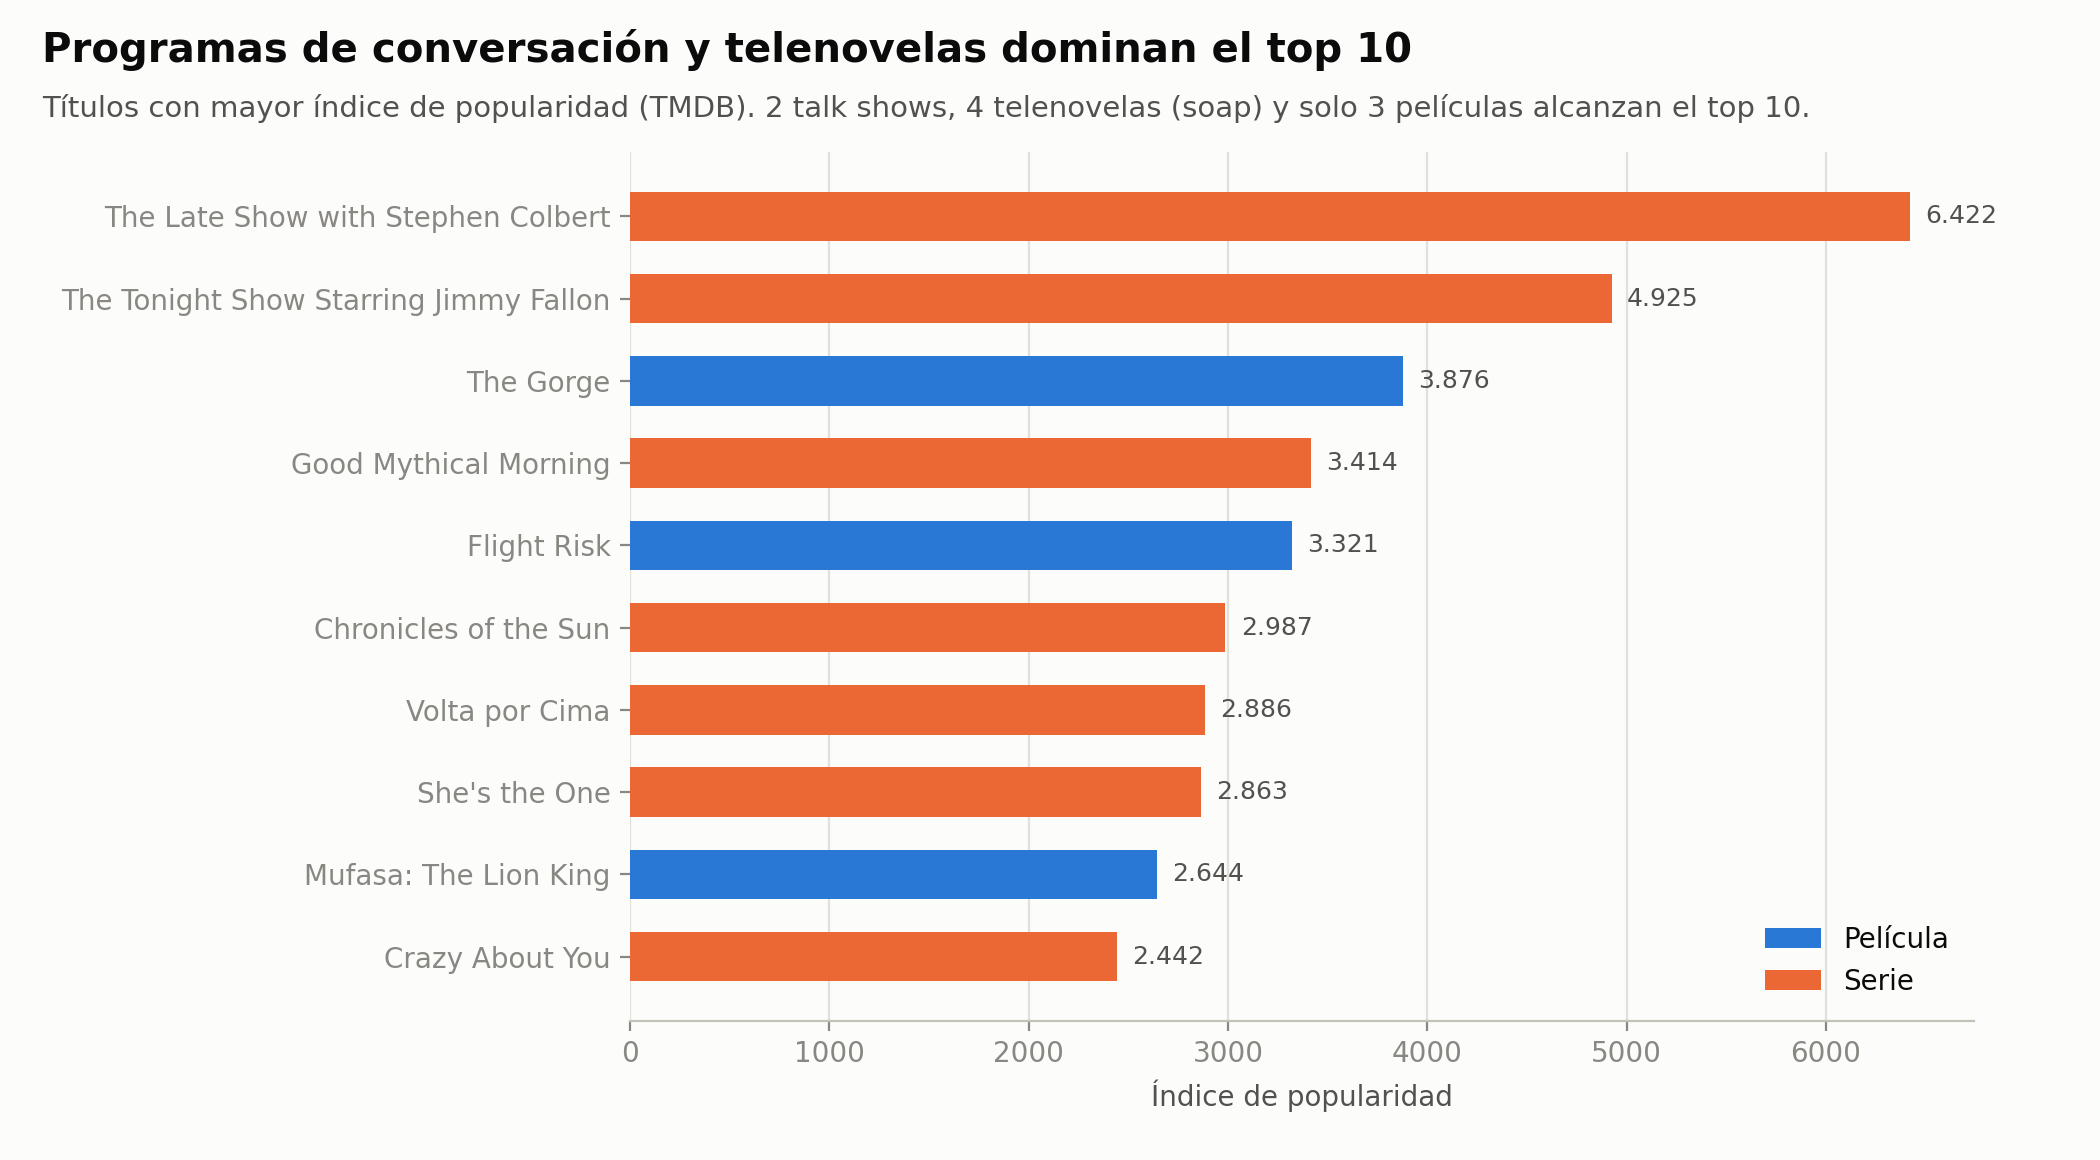 Programas de conversación y telenovelas dominan el top 10
Títulos con mayor índice de popularidad (TMDB). 2 talk shows, 4 telenovelas (soap) y solo 3 películas alcanzan el top 10.
The Late Show with Stephen Colbert 6.422
The Tonight Show Starring Jimmy Fallon 4.925
The Gorge 3.876
Good Mythical Morning 3.414
Flight Risk 3.321
Chronicles of the Sun 2.987
Volta por Cima 2.886
She's the One 2.863
Mufasa: The Lion King 2.644
Crazy About You 2.442
Película
Serie
0 1000 2000 3000 4000 5000 6000
Índice de popularidad